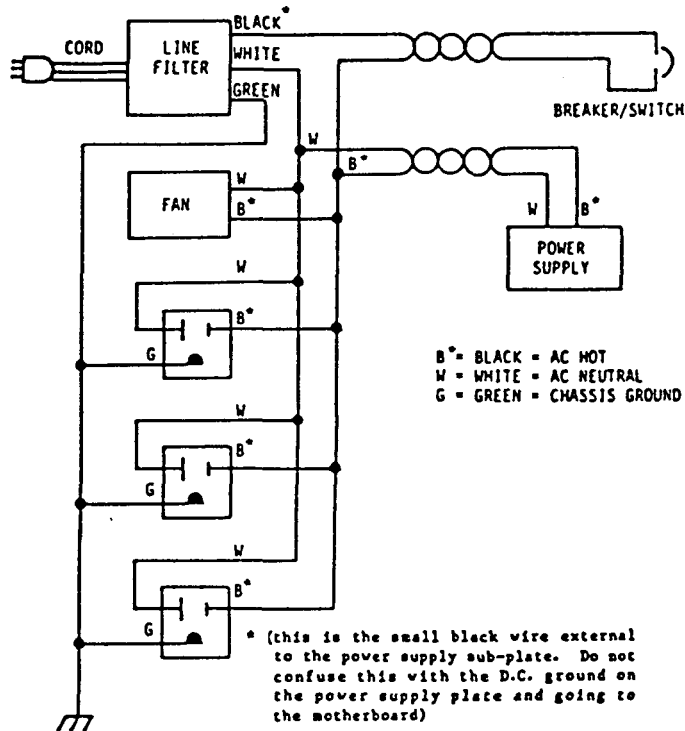 BLACK*
CORD
LINE
FILTER
WHITE
GREEN
BREAKER/SWITCH
W
B*
FAN
W
B*
W
B*
POWER
SUPPLY
W
B*
G
B* = BLACK = AC HOT
W = WHITE = AC NEUTRAL
G = GREEN = CHASSIS GROUND
W
B*
G
W
B*
G
* (this is the small black wire external
to the power supply sub-plate. Do not
confuse this with the D.C. ground on
the power supply plate and going to
the motherboard)